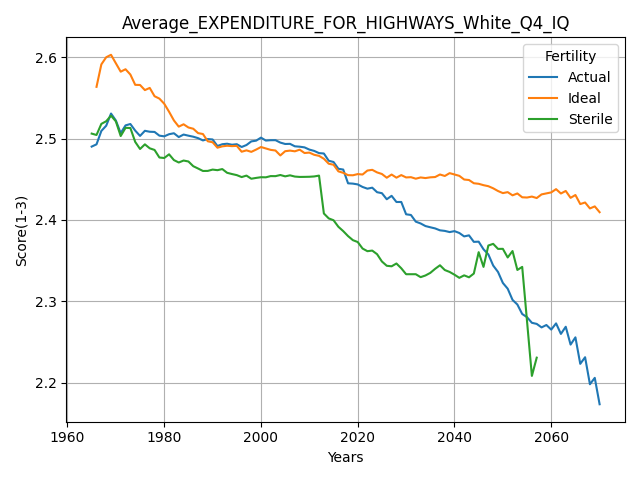 Average_EXPENDITURE_FOR_HIGHWAYS_White_Q4_IQ
Fertility
Actual
Ideal
Sterile
Score(1-3)
2.6
2.5
2.4
2.3
2.2
1960 1980 2000 2020 2040 2060
Years